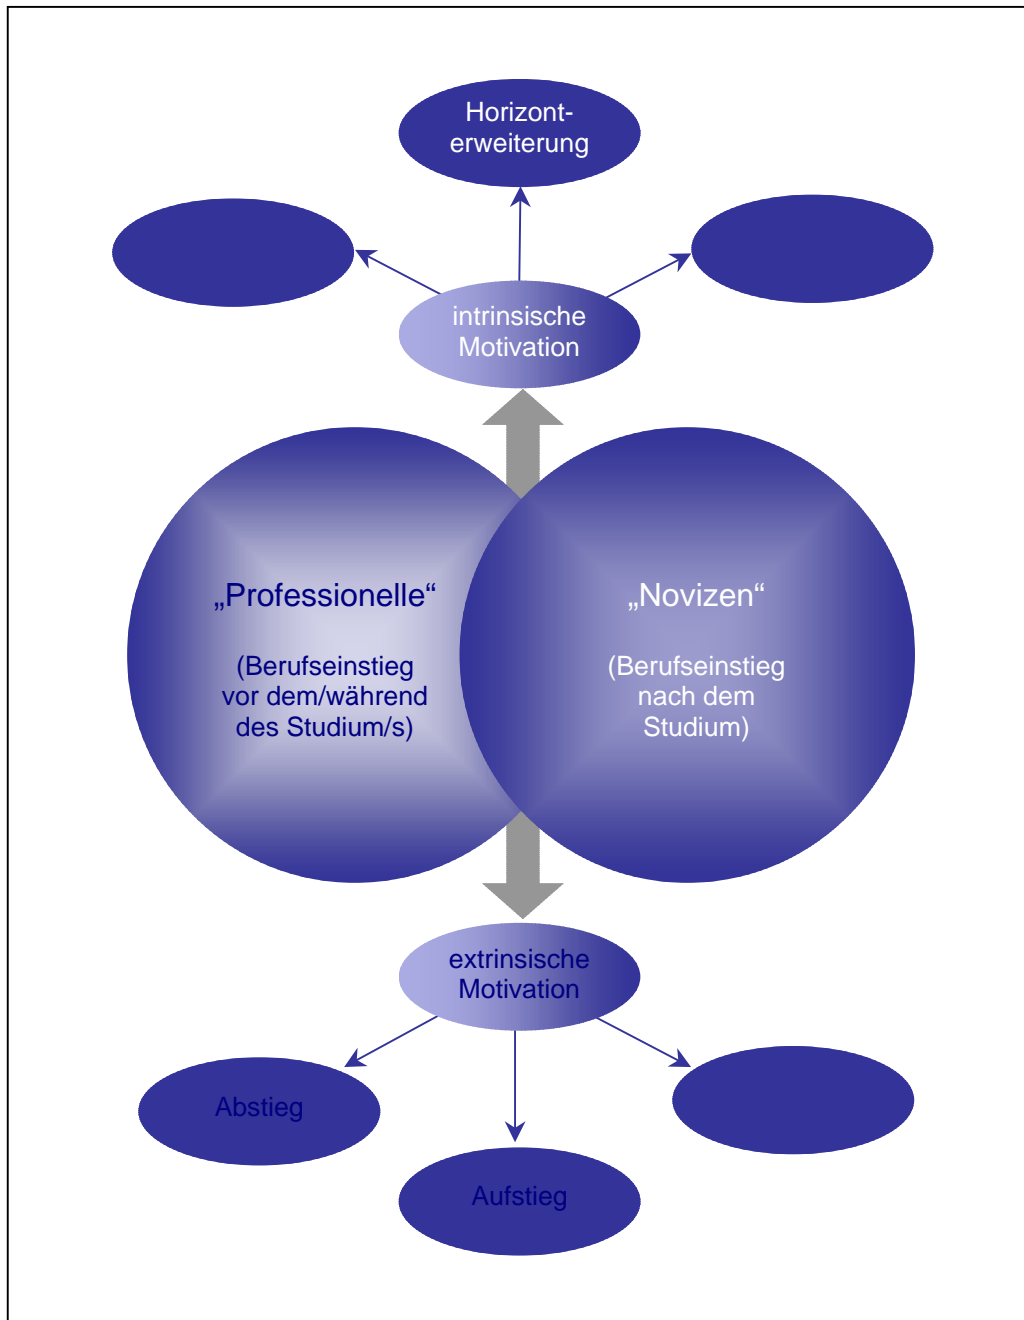 Horizont-
erweiterung
intrinsische
Motivation
„Professionelle“
(Berufseinstieg
vor dem/während
des Studium/s)
„Novizen“
(Berufseinstieg
nach dem
Studium)
extrinsische
Motivation
Abstieg
Aufstieg